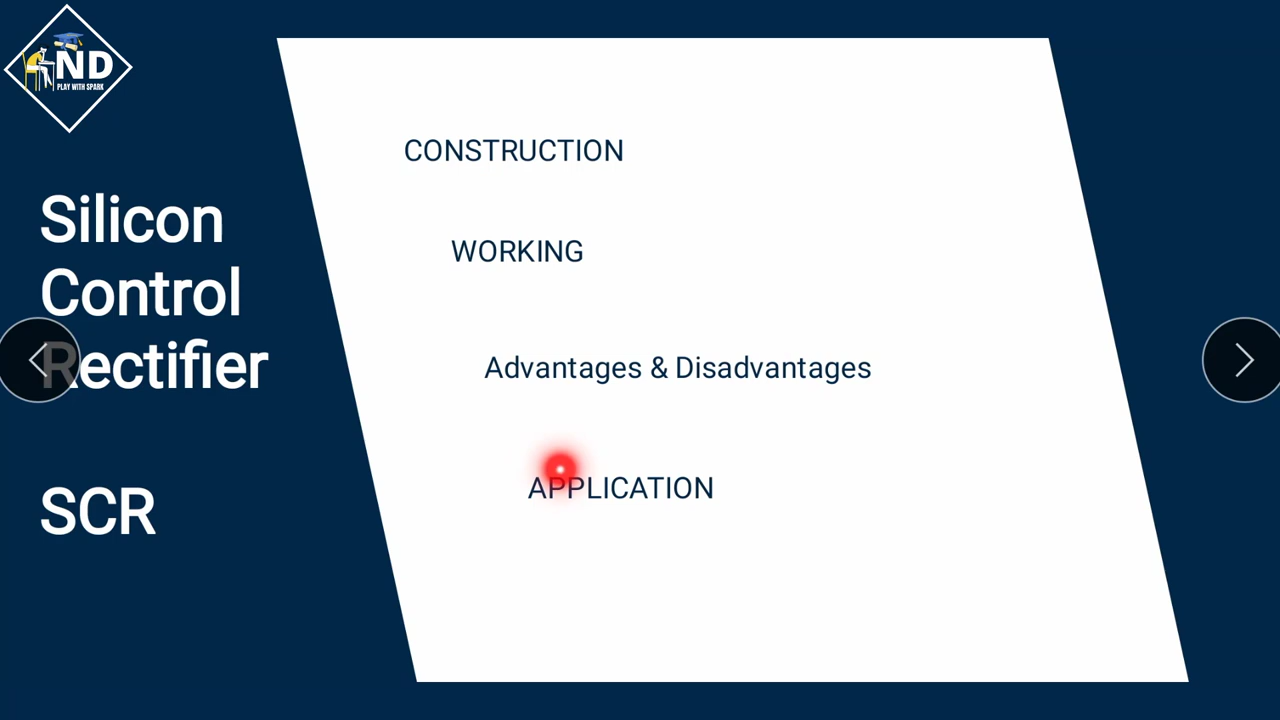 ND
PLAY WITH SPARK
Silicon
Control
Rectifier
SCR
CONSTRUCTION
WORKING
Advantages & Disadvantages
APPLICATION